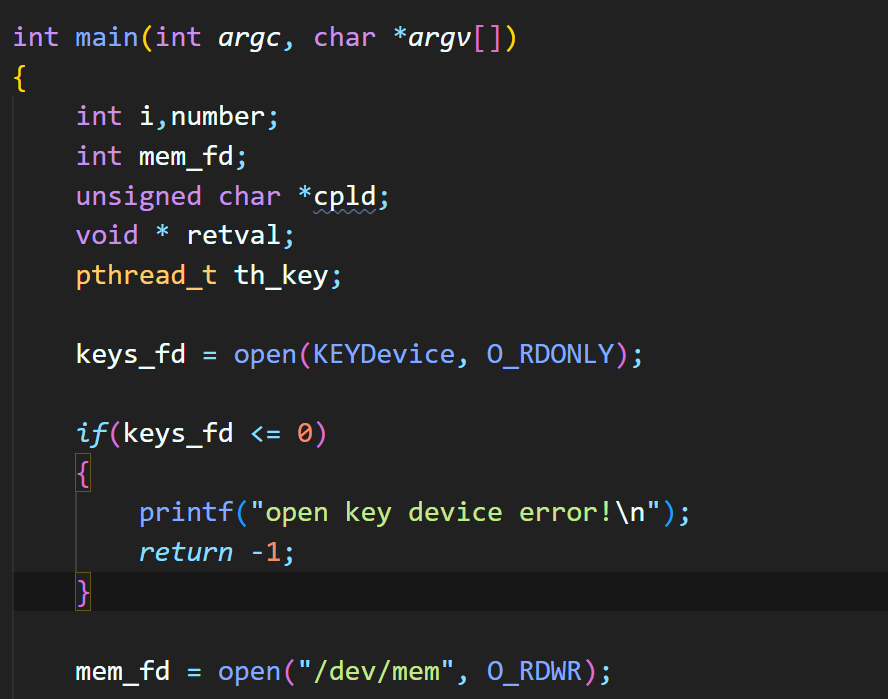 int main(int argc, char *argv[])
{
    int i,number;
    int mem_fd;
    unsigned char *cpld;
    void * retval;
    pthread_t th_key;

    keys_fd = open(KEYDevice, O_RDONLY);

    if(keys_fd <= 0)
    {
        printf("open key device error!\n");
        return -1;
    }

    mem_fd = open("/dev/mem", O_RDWR);